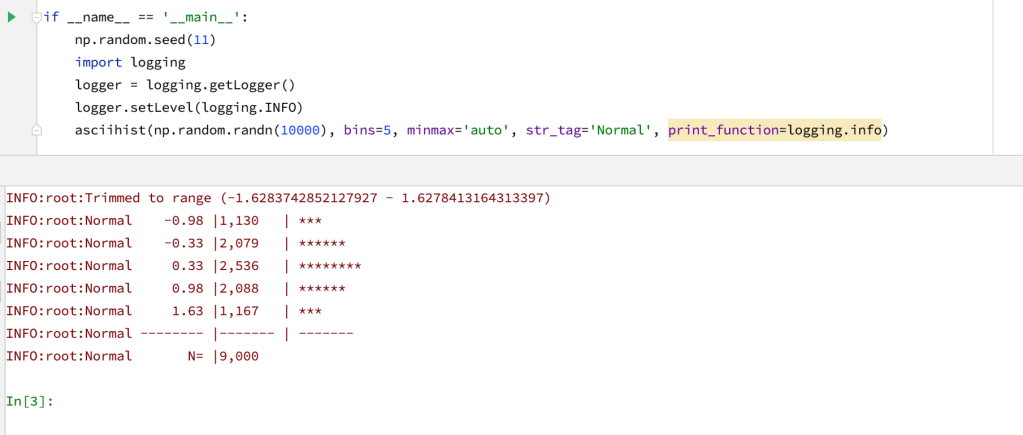 if __name__ == '__main__':
    np.random.seed(11)
    import logging
    logger = logging.getLogger()
    logger.setLevel(logging.INFO)
    asciihist(np.random.randn(10000), bins=5, minmax='auto', str_tag='Normal', print_function=logging.info)
INFO:root:Trimmed to range (-1.6283742852127927 - 1.6278413164313397)
INFO:root:Normal    -0.98 |1,130   | ***
INFO:root:Normal    -0.33 |2,079   | ******
INFO:root:Normal     0.33 |2,536   | ********
INFO:root:Normal     0.98 |2,088   | ******
INFO:root:Normal     1.63 |1,167   | ***
INFO:root:Normal -------- |------- | -------
INFO:root:Normal       N= |9,000
In[3]: